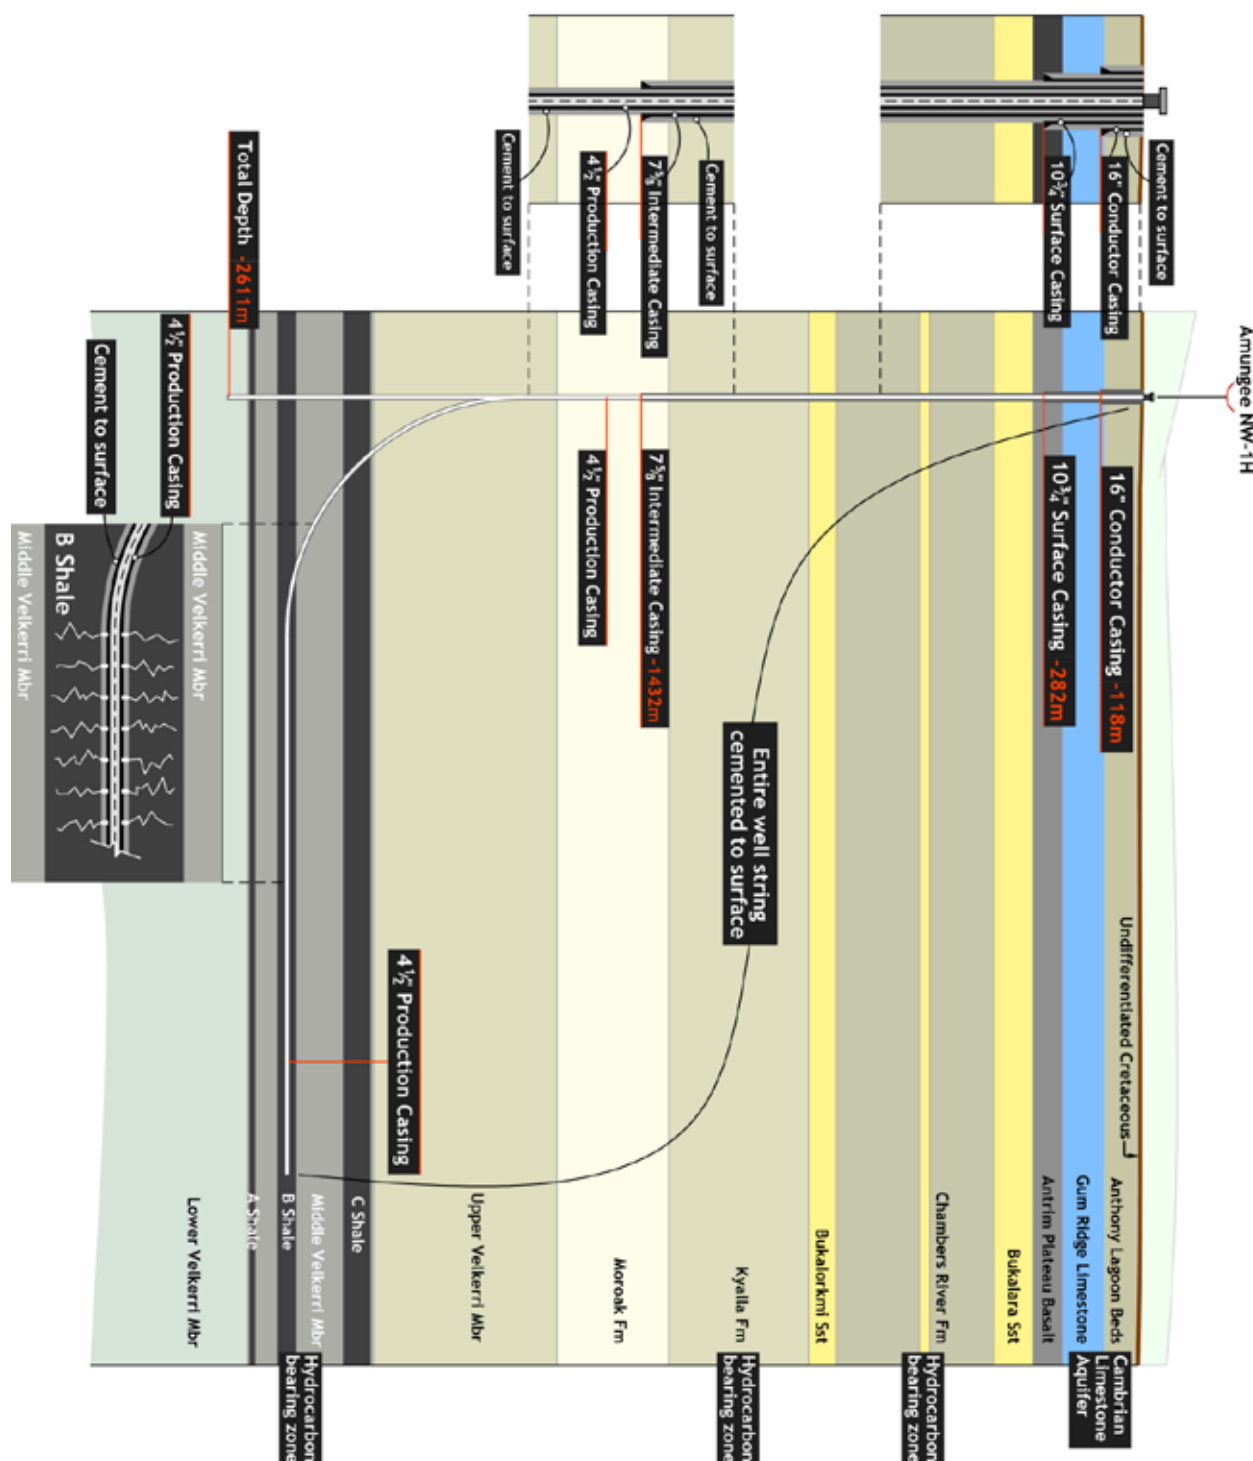 Amungee NW-1H
Cement to surface
16" Conductor Casing
10¾" Surface Casing
Cement to surface
7⅝" Intermediate Casing
4½" Production Casing
Cement to surface
Total Depth -2611m
16" Conductor Casing -118m
10¾" Surface Casing -282m
7⅝" Intermediate Casing -1432m
4½" Production Casing
Entire well string
cemented to surface
4½" Production Casing
4½" Production Casing
Cement to surface
Middle Velkerri Mbr
B Shale
Middle Velkerri Mbr
Undifferentiated Cretaceous
Anthony Lagoon Beds
Gum Ridge Limestone
Antrim Plateau Basalt
Bukalara Sst
Chambers River Fm
Bukalorkmi Sst
Kyalla Fm
Moroak Fm
Upper Velkerri Mbr
C Shale
Middle Velkerri Mbr
B Shale
A Shale
Lower Velkerri Mbr
Cambrian
Limestone
Aquifer
Hydrocarbon
bearing zone
Hydrocarbon
bearing zone
Hydrocarbon
bearing zone